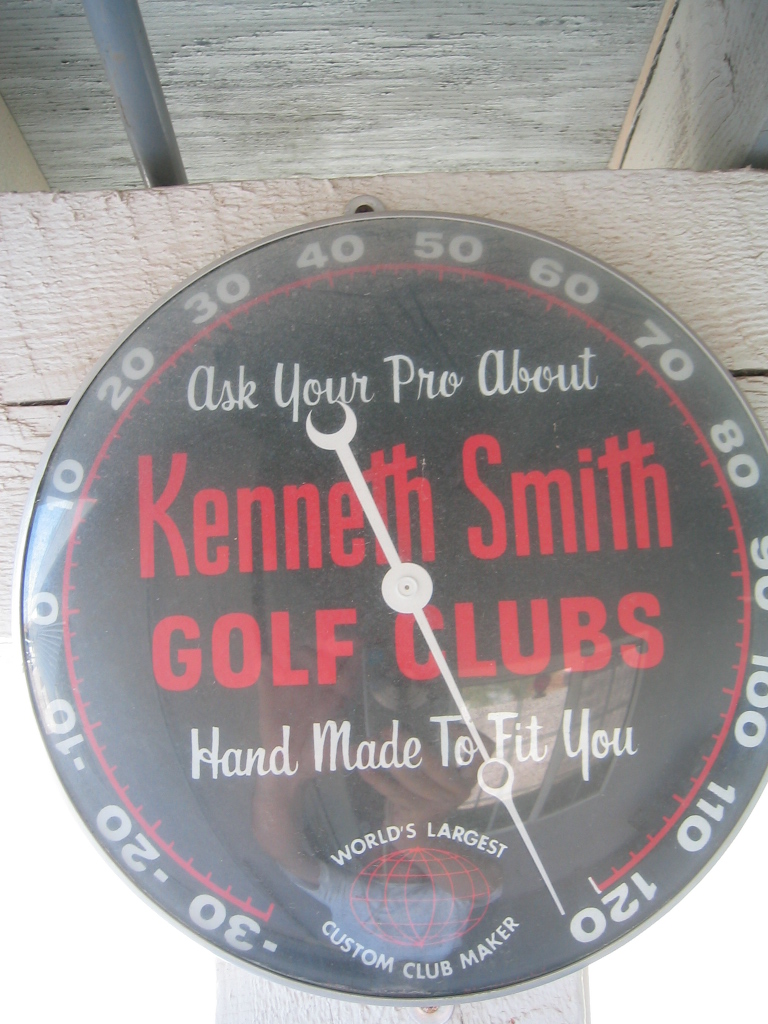 Ask Your Pro About
Kenneth Smith
GOLF CLUBS
Hand Made To Fit You
WORLD'S LARGEST
CUSTOM CLUB MAKER
-30
-20
-10
0
10
20
30
40
50
60
70
80
90
100
110
120